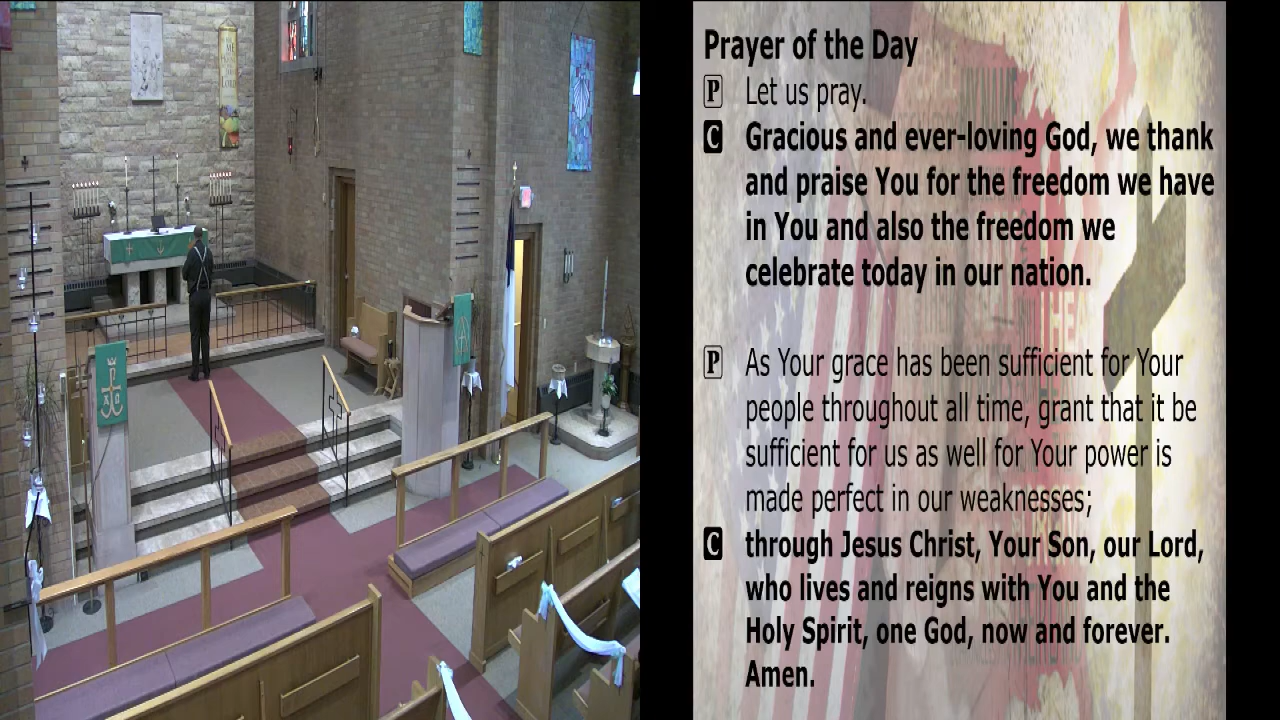 Prayer of the Day
P Let us pray.
C Gracious and ever-loving God, we thank
and praise You for the freedom we have
in You and also the freedom we
celebrate today in our nation.
P As Your grace has been sufficient for Your
people throughout all time, grant that it be
sufficient for us as well for Your power is
made perfect in our weaknesses;
C through Jesus Christ, Your Son, our Lord,
who lives and reigns with You and the
Holy Spirit, one God, now and forever.
Amen.